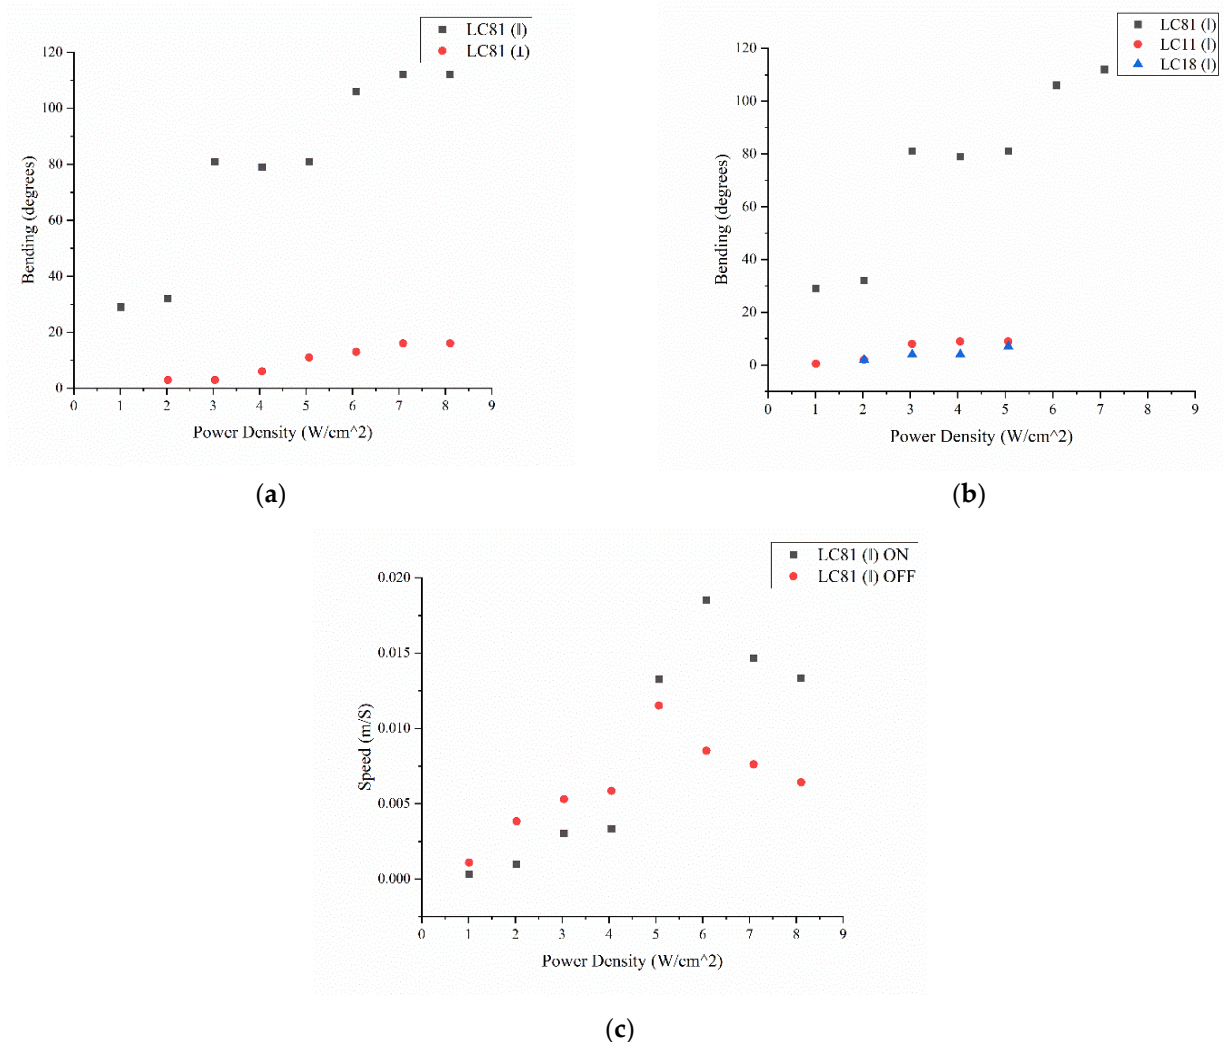 LC81 (∥)
LC81 (⊥)
120
100
80
60
40
20
0
Bending (degrees)
0 1 2 3 4 5 6 7 8 9
Power Density (W/cm^2)
(a)
LC81 (∥)
LC11 (∥)
LC18 (∥)
120
100
80
60
40
20
0
Bending (degrees)
0 1 2 3 4 5 6 7 8 9
Power Density (W/cm^2)
(b)
LC81 (∥) ON
LC81 (∥) OFF
0.020
0.015
0.010
0.005
0.000
Speed (m/S)
0 1 2 3 4 5 6 7 8 9
Power Density (W/cm^2)
(c)